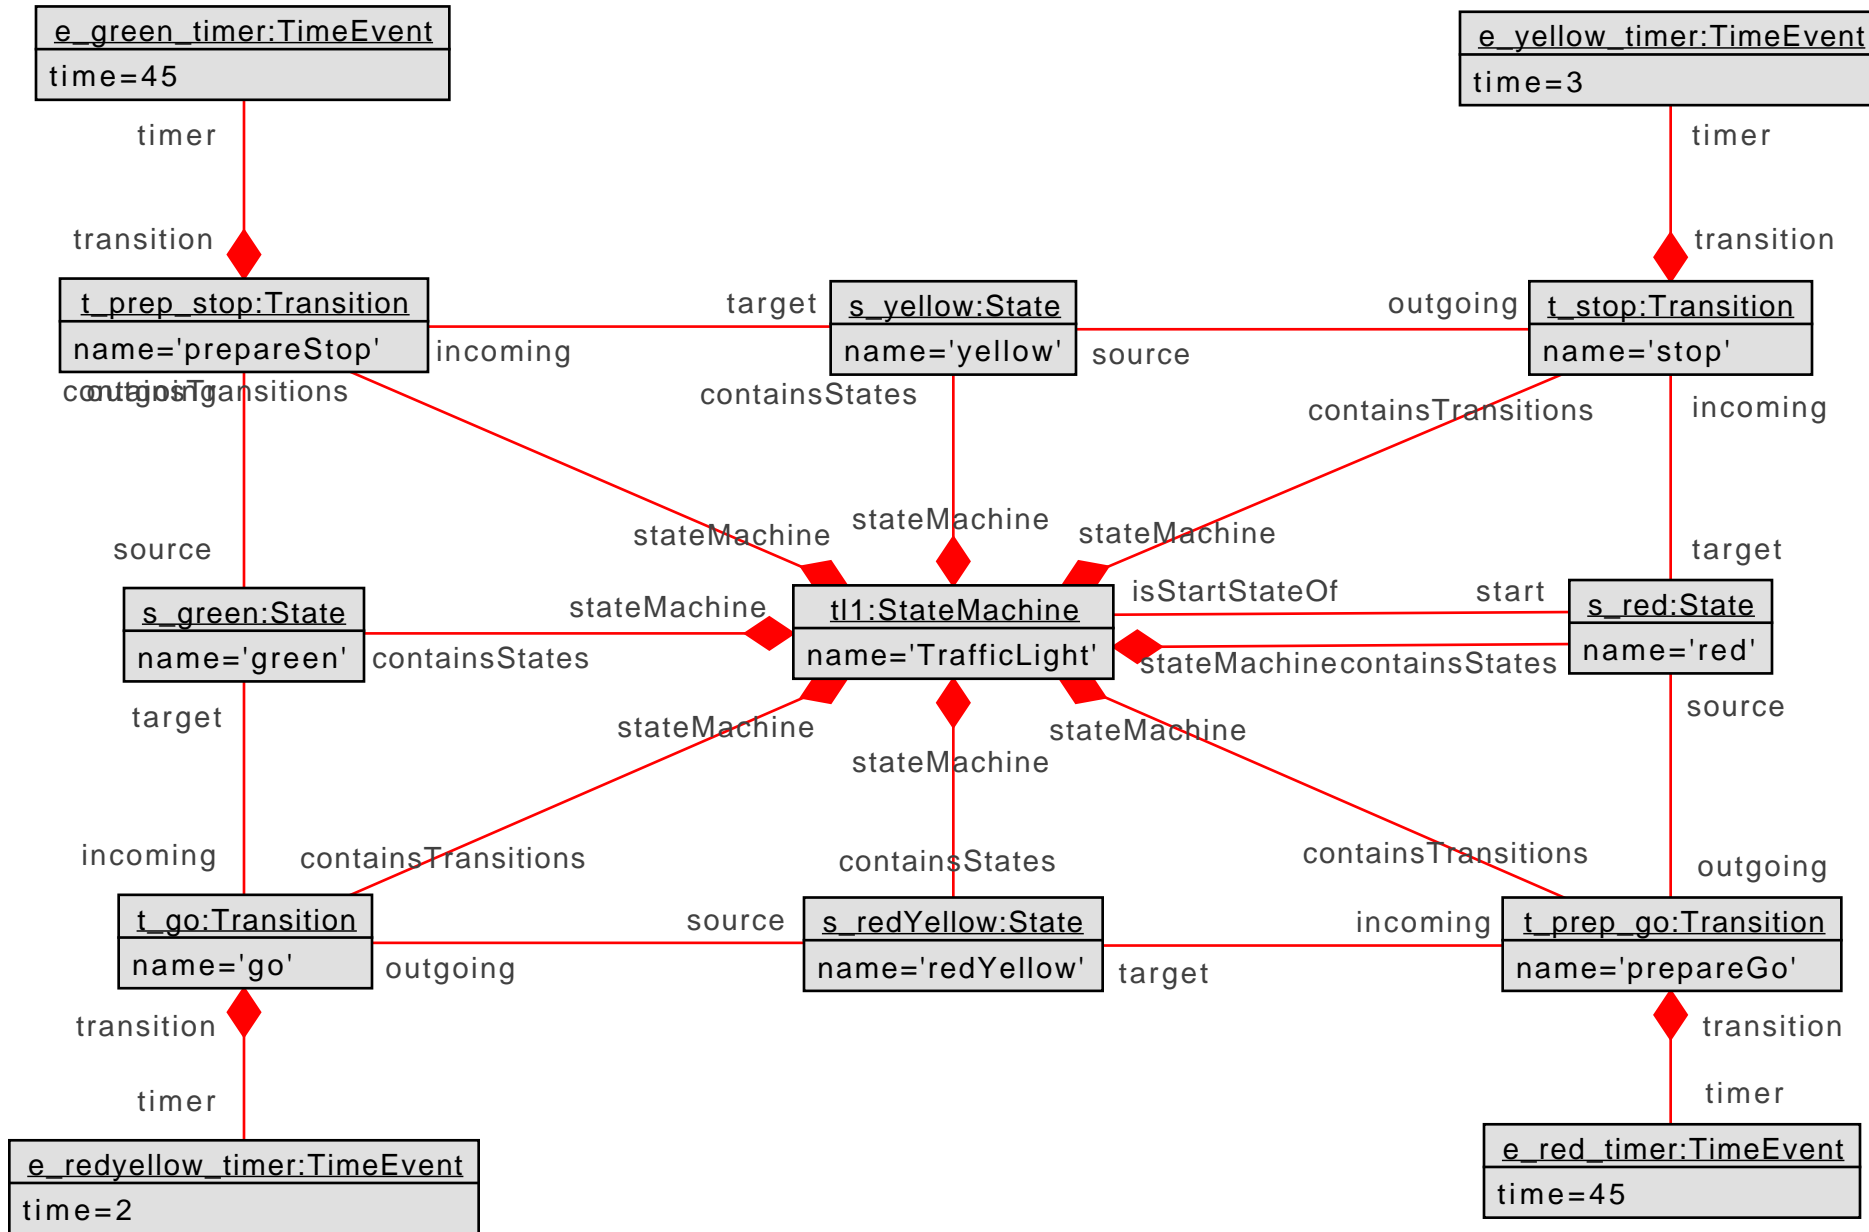 e_green_timer:TimeEvent
time=45
e_yellow_timer:TimeEvent
time=3
timer
timer
transition
transition
t_prep_stop:Transition
name='prepareStop'
target
incoming
s_yellow:State
name='yellow'
outgoing
source
t_stop:Transition
name='stop'
containsTransitions
outgoing
containsStates
containsTransitions
incoming
stateMachine
stateMachine
stateMachine
source
target
s_green:State
name='green'
stateMachine
containsStates
tl1:StateMachine
name='TrafficLight'
isStartStateOf
start
stateMachine
containsStates
s_red:State
name='red'
target
stateMachine
stateMachine
stateMachine
source
incoming
containsTransitions
containsStates
containsTransitions
outgoing
t_go:Transition
name='go'
source
outgoing
s_redYellow:State
name='redYellow'
incoming
target
t_prep_go:Transition
name='prepareGo'
transition
transition
timer
timer
e_redyellow_timer:TimeEvent
time=2
e_red_timer:TimeEvent
time=45